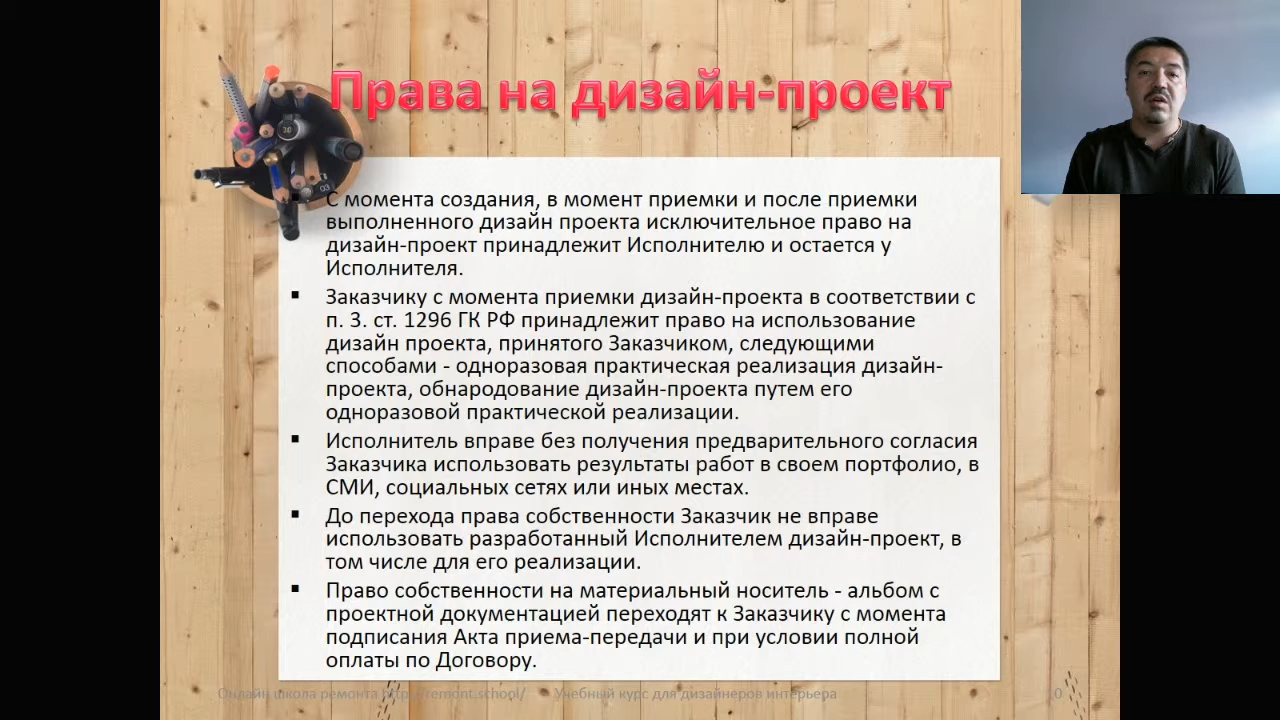 Права на дизайн-проект
С момента создания, в момент приемки и после приемки
выполненного дизайн проекта исключительное право на
дизайн-проект принадлежит Исполнителю и остается у
Исполнителя.
Заказчику с момента приемки дизайн-проекта в соответствии с
п. 3. ст. 1296 ГК РФ принадлежит право на использование
дизайн проекта, принятого Заказчиком, следующими
способами - одноразовая практическая реализация дизайн-
проекта, обнародование дизайн-проекта путем его
одноразовой практической реализации.
Исполнитель вправе без получения предварительного согласия
Заказчика использовать результаты работ в своем портфолио, в
СМИ, социальных сетях или иных местах.
До перехода права собственности Заказчик не вправе
использовать разработанный Исполнителем дизайн-проект, в
том числе для его реализации.
Право собственности на материальный носитель - альбом с
проектной документацией переходят к Заказчику с момента
подписания Акта приема-передачи и при условии полной
оплаты по Договору.
Онлайн школа ремонта http://remont.school/ Учебный курс для дизайнеров интерьера